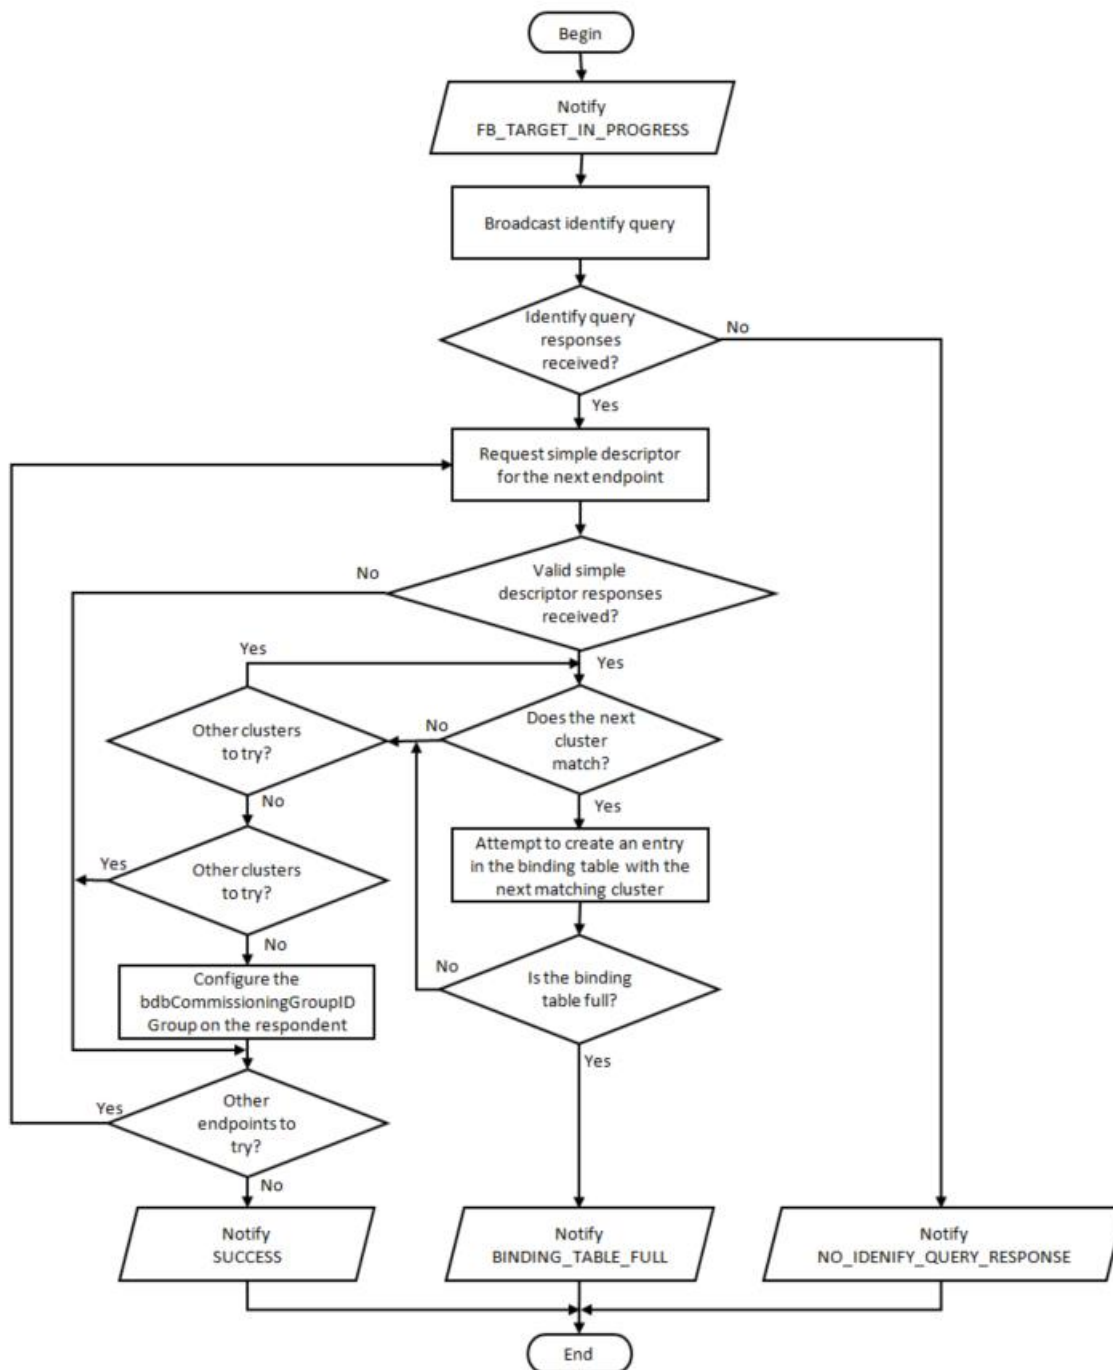 Begin
Notify
FB_TARGET_IN_PROGRESS
Broadcast identify query
Identify query
responses
received?
No
Yes
Request simple descriptor
for the next endpoint
No
Valid simple
descriptor responses
received?
Yes
Yes
Other clusters
to try?
No
Does the next
cluster
match?
No
Yes
Yes
Other clusters
to try?
Attempt to create an entry
in the binding table with the
next matching cluster
No
Configure the
bdbCommissioningGroupID
Group on the respondent
No
Is the binding
table full?
Yes
Yes
Other
endpoints to
try?
No
Notify
SUCCESS
Notify
BINDING_TABLE_FULL
Notify
NO_IDENIFY_QUERY_RESPONSE
End